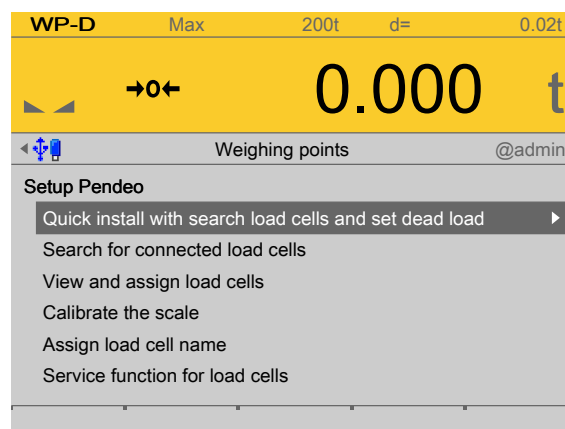 WP-D Max 200t d= 0.02t
→0← 0.000 t
Weighing points @admin
Setup Pendeo
Quick install with search load cells and set dead load
Search for connected load cells
View and assign load cells
Calibrate the scale
Assign load cell name
Service function for load cells